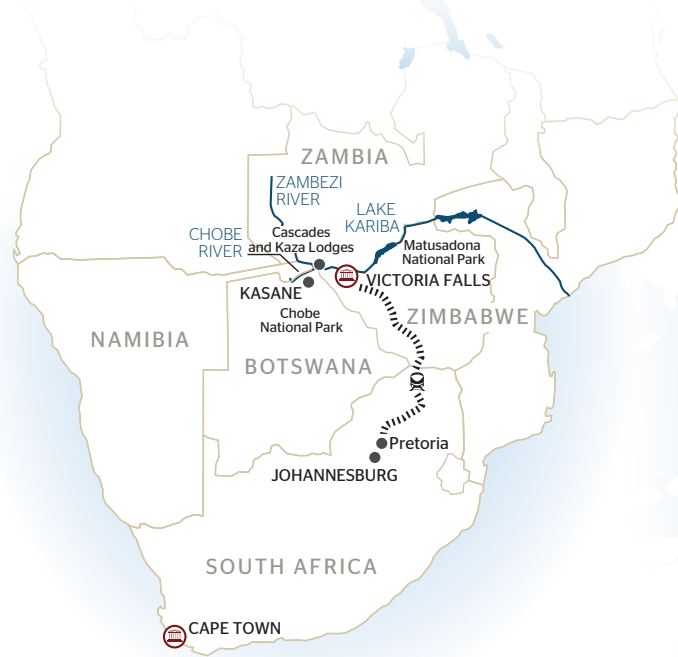 ZAMBIA
ZAMBEZI
RIVER
LAKE
KARIBA
CHOBE
RIVER
Cascades
and Kaza Lodges
Matusadona
National Park
VICTORIA FALLS
KASANE
Chobe
National Park
ZIMBABWE
NAMIBIA
BOTSWANA
Pretoria
JOHANNESBURG
SOUTH AFRICA
CAPE TOWN